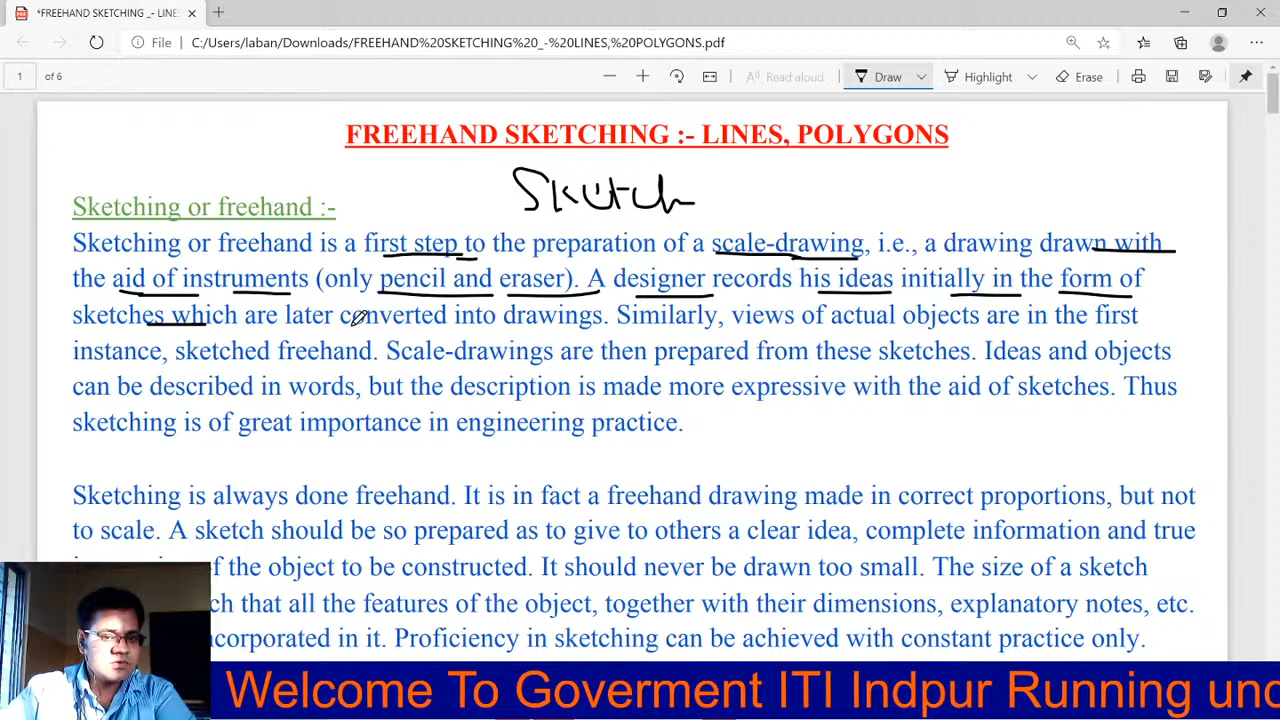 *FREEHAND SKETCHING _- LINES
File C:/Users/laban/Downloads/FREEHAND%20SKETCHING%20_-%20LINES,%20POLYGONS.pdf
1 of 6 Read aloud Draw Highlight Erase
FREEHAND SKETCHING :- LINES, POLYGONS
Sketch
Sketching or freehand :-
Sketching or freehand is a first step to the preparation of a scale-drawing, i.e., a drawing drawn with
the aid of instruments (only pencil and eraser). A designer records his ideas initially in the form of
sketches which are later converted into drawings. Similarly, views of actual objects are in the first
instance, sketched freehand. Scale-drawings are then prepared from these sketches. Ideas and objects
can be described in words, but the description is made more expressive with the aid of sketches. Thus
sketching is of great importance in engineering practice.
Sketching is always done freehand. It is in fact a freehand drawing made in correct proportions, but not
to scale. A sketch should be so prepared as to give to others a clear idea, complete information and true
of the object to be constructed. It should never be drawn too small. The size of a sketch
that all the features of the object, together with their dimensions, explanatory notes, etc.
incorporated in it. Proficiency in sketching can be achieved with constant practice only.
Welcome To Goverment ITI Indpur Running und